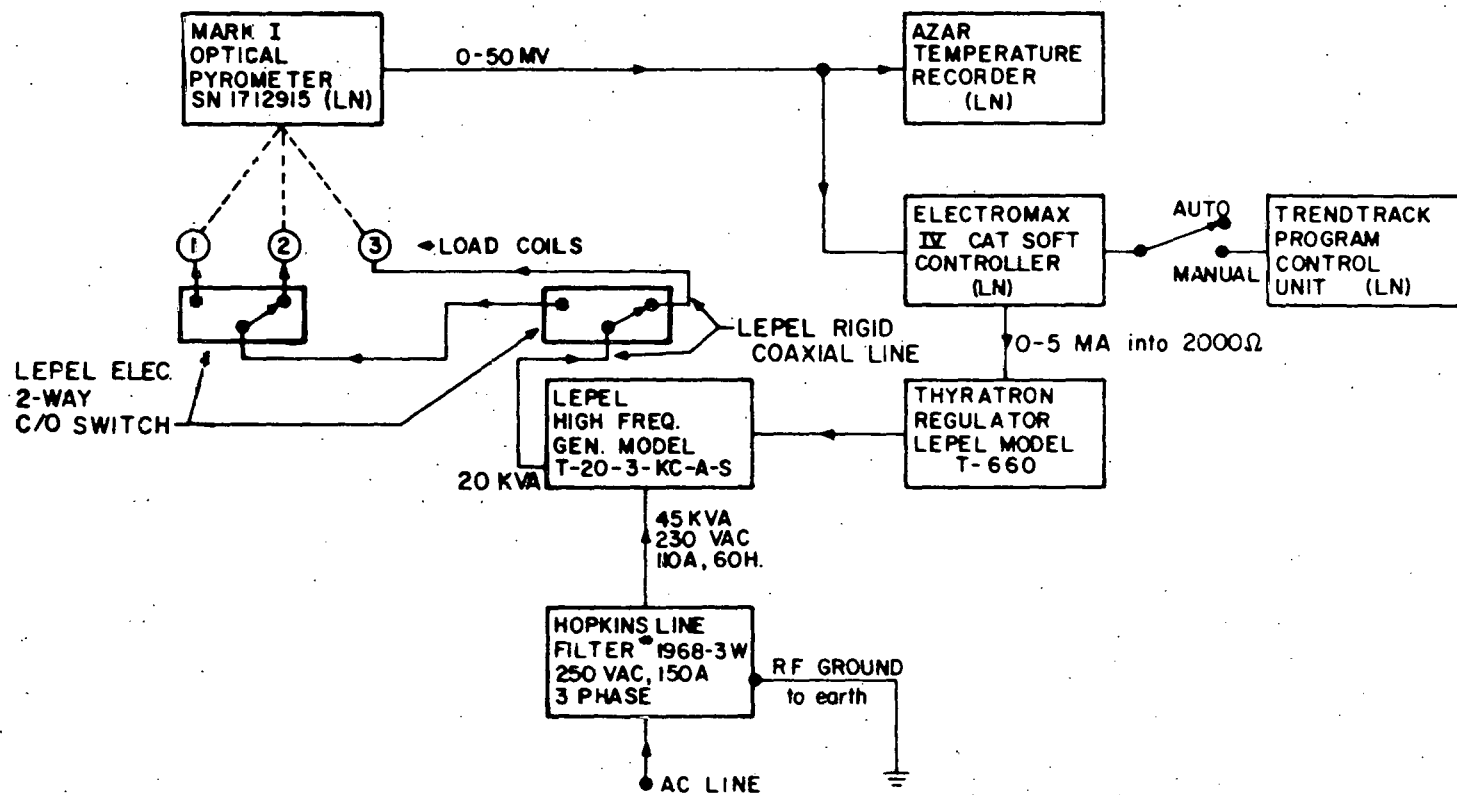 MARK I
OPTICAL
PYROMETER
SN 1712915 (LN)
0-50 MV
AZAR
TEMPERATURE
RECORDER
(LN)
1
2
3
LOAD COILS
ELECTROMAX
IV CAT SOFT
CONTROLLER
(LN)
AUTO
MANUAL
TRENDTRACK
PROGRAM
CONTROL
UNIT (LN)
LEPEL RIGID
COAXIAL LINE
0-5 MA into 2000Ω
LEPEL ELEC.
2-WAY
C/O SWITCH
LEPEL
HIGH FREQ.
GEN. MODEL
T-20-3-KC-A-S
THYRATRON
REGULATOR
LEPEL MODEL
T-660
20 KVA
45 KVA
230 VAC
110A, 60H.
HOPKINS LINE
FILTER 1968-3W
250 VAC, 150A
3 PHASE
RF GROUND
to earth
AC LINE